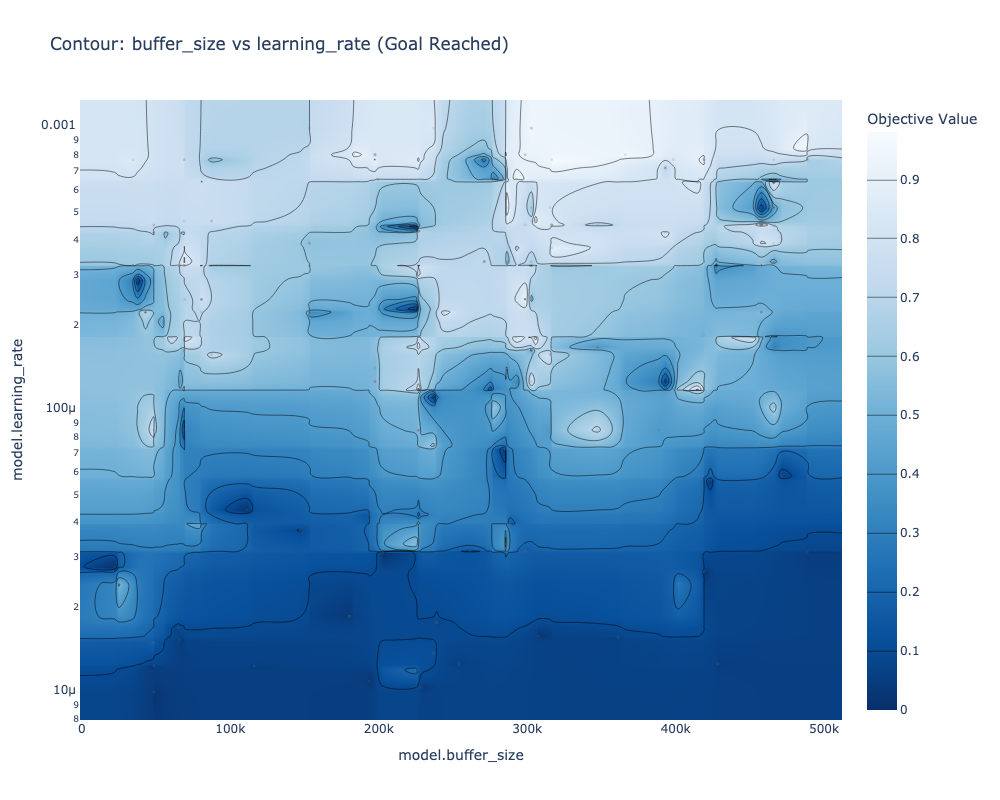 Contour: buffer_size vs learning_rate (Goal Reached)
Objective Value
0.9
0.8
0.7
0.6
0.5
0.4
0.3
0.2
0.1
0
model.learning_rate
0.001
9
8
7
6
5
4
3
2
100μ
9
8
7
6
5
4
3
2
10μ
9
8
0
100k
200k
300k
400k
500k
model.buffer_size